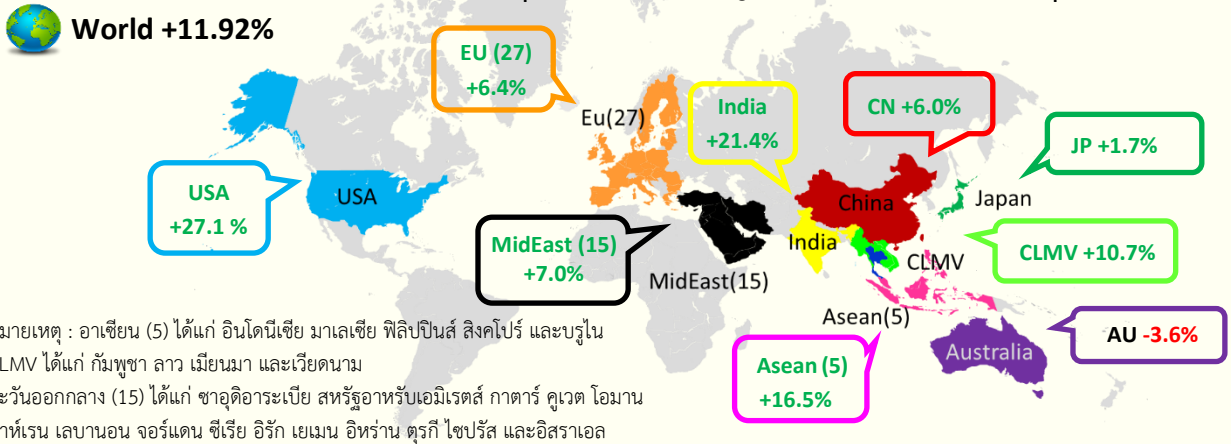 World +11.92%
EU (27)
+6.4%
Eu(27)
India
+21.4%
CN +6.0%
JP +1.7%
USA
+27.1 %
USA
China
Japan
MidEast (15)
+7.0%
MidEast(15)
India
CLMV
CLMV +10.7%
Asean(5)
Asean (5)
+16.5%
Australia
AU -3.6%
มายเหตุ : อาเซียน (5) ได้แก่ อินโดนีเซีย มาเลเซีย ฟิลิปปินส์ สิงคโปร์ และบรูไน
LMV ได้แก่ กัมพูชา ลาว เมียนมา และเวียดนาม
ะวันออกกลาง (15) ได้แก่ ซาอุดิอาระเบีย สหรัฐอาหรับเอมิเรตส์ กาตาร์ คูเวต โอมาน
าห์เรน เลบานอน จอร์แดน ซีเรีย อิรัก เยเมน อิหร่าน ตุรกี ไซปรัส และอิสราเอล